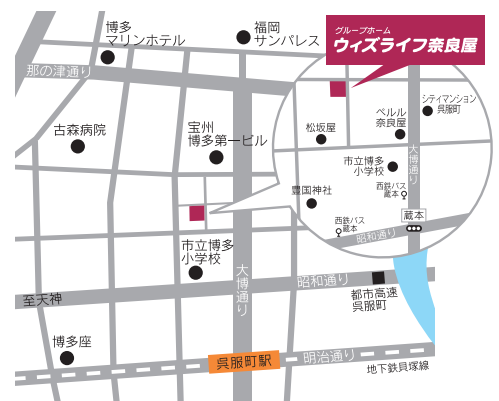 博多
マリンホテル
福岡
サンパレス
グループホーム
ウィズライフ奈良屋
那の津通り
シティマンション
呉服町
ベルル
奈良屋
松坂屋
古森病院
宝州
博多第一ビル
大博通り
市立博多
小学校
西鉄バス
蔵本
豊国神社
蔵本
西鉄バス
蔵本
昭和通り
市立博多
小学校
大博通り
昭和通り
都市高速
呉服町
至天神
博多座
呉服町駅
明治通り
地下鉄貝塚線